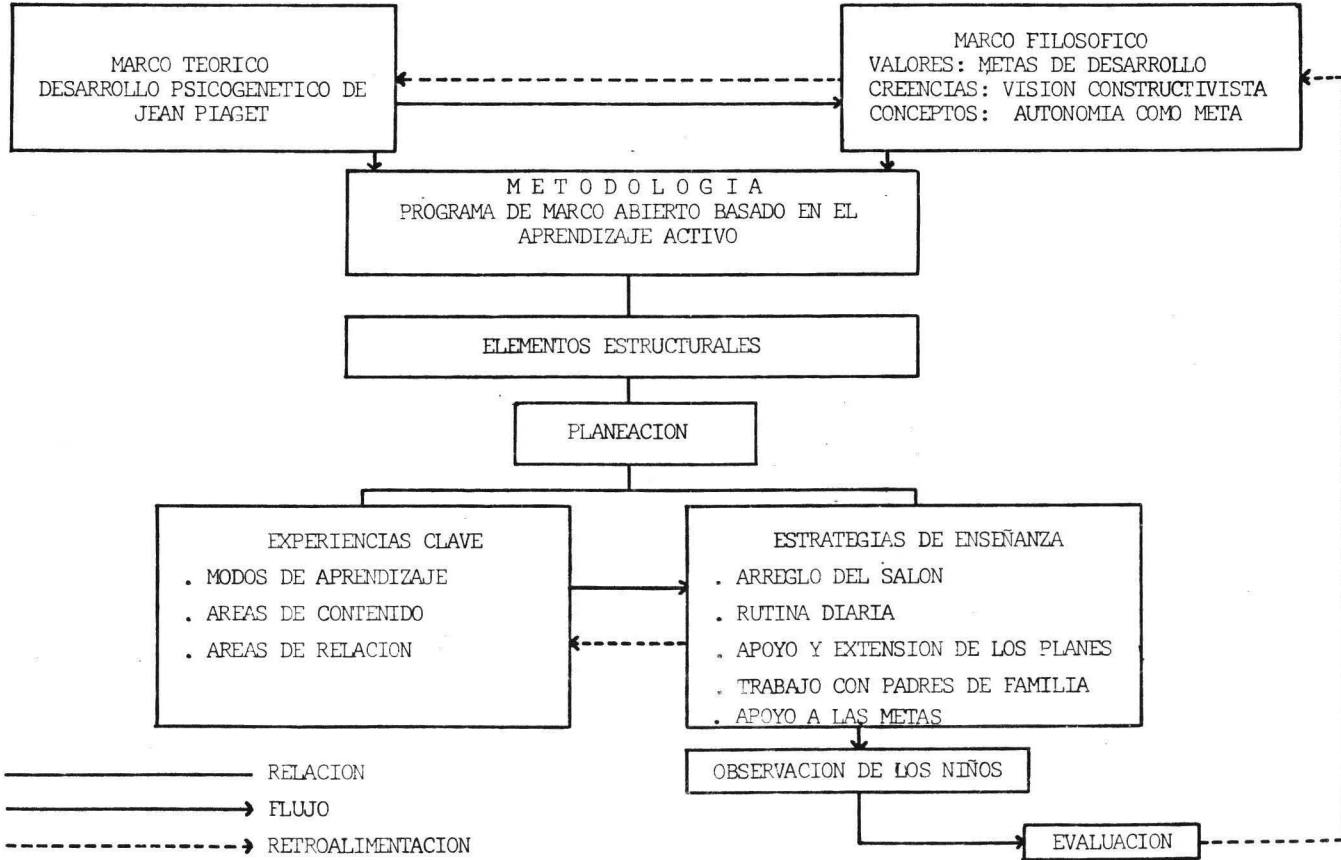 MARCO TEORICO
DESARROLLO PSICOGENETICO DE
JEAN PIAGET
MARCO FILOSOFICO
VALORES: METAS DE DESARROLLO
CREENCIAS: VISION CONSTRUCTIVISTA
CONCEPTOS: AUTONOMIA COMO META
M E T O D O L O G I A
PROGRAMA DE MARCO ABIERTO BASADO EN EL
APRENDIZAJE ACTIVO
ELEMENTOS ESTRUCTURALES
PLANEACION
EXPERIENCIAS CLAVE
. MODOS DE APRENDIZAJE
. AREAS DE CONTENIDO
. AREAS DE RELACION
ESTRATEGIAS DE ENSEÑANZA
. ARREGLO DEL SALON
. RUTINA DIARIA
. APOYO Y EXTENSION DE LOS PLANES
. TRABAJO CON PADRES DE FAMILIA
. APOYO A LAS METAS
OBSERVACION DE LOS NIÑOS
EVALUACION
RELACION
FLUJO
RETROALIMENTACION